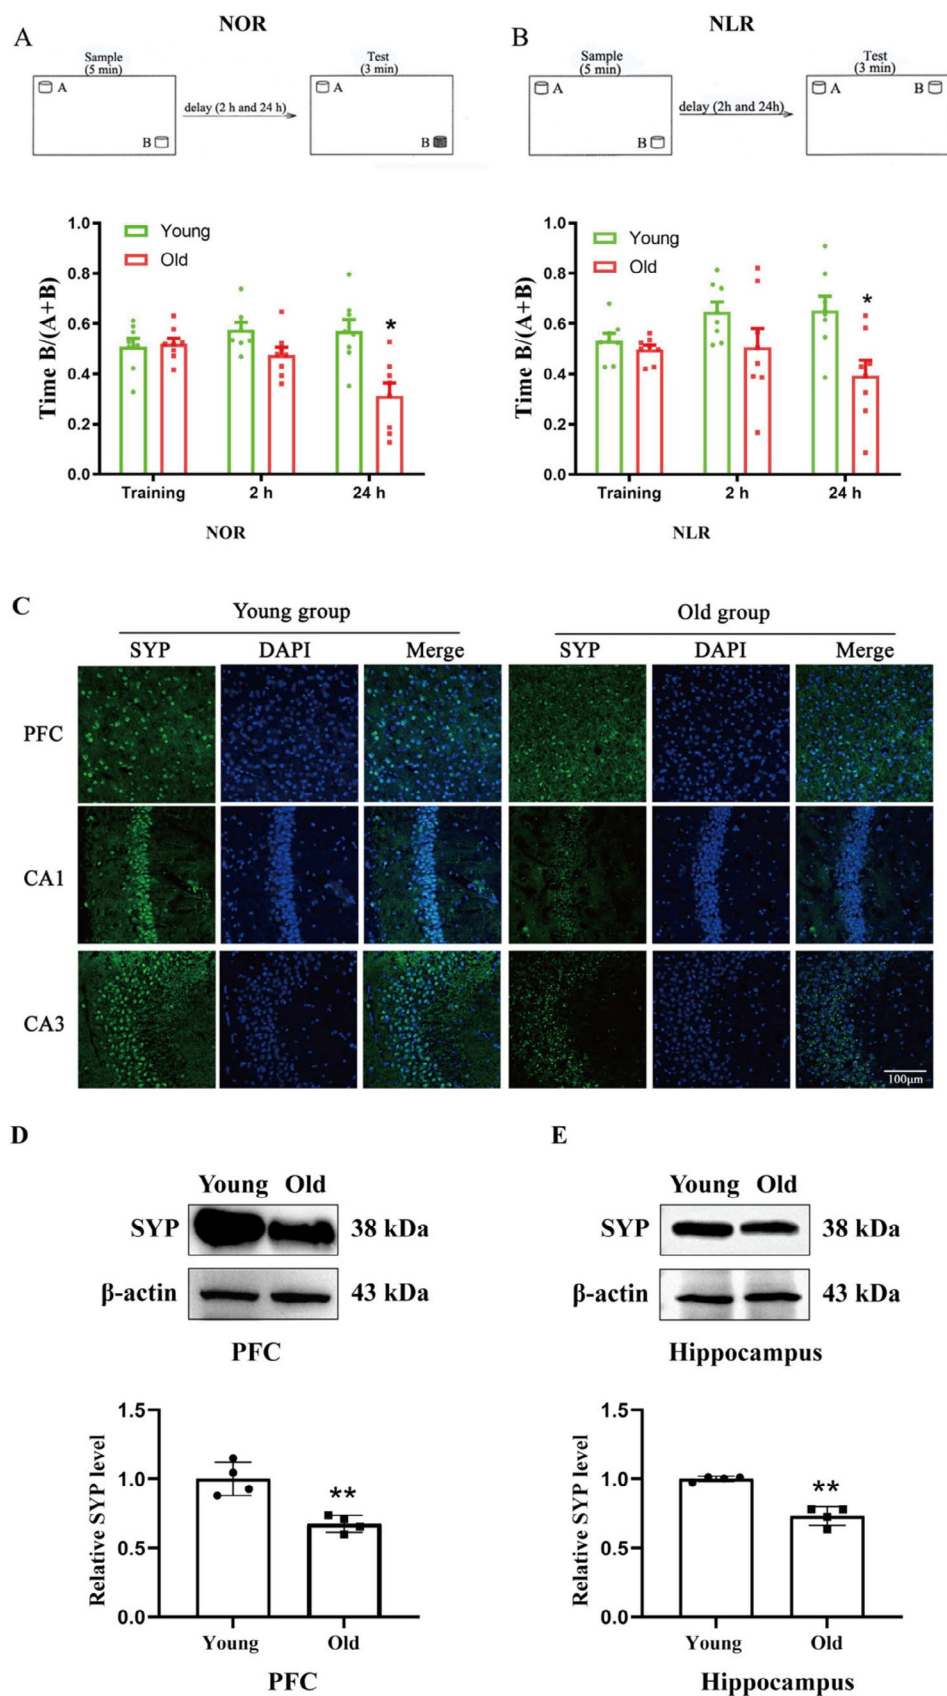 A
NOR
Sample
(5 min)
Test
(3 min)
A
delay (2 h and 24 h)
A
B
B
B
NLR
Sample
(5 min)
Test
(3 min)
A
delay (2h and 24h)
A
B
B
Time B/(A+B)
1.0
0.8
0.6
0.4
0.2
0.0
Young
Old
*
Training
2 h
24 h
NOR
Time B/(A+B)
1.0
0.8
0.6
0.4
0.2
0.0
Young
Old
*
Training
2 h
24 h
NLR
C
Young group
Old group
SYP
DAPI
Merge
SYP
DAPI
Merge
PFC
CA1
CA3
100μm
D
Young Old
SYP
38 kDa
β-actin
43 kDa
PFC
Relative SYP level
1.5
1.0
0.5
0.0
**
Young
Old
PFC
E
Young Old
SYP
38 kDa
β-actin
43 kDa
Hippocampus
Relative SYP level
1.5
1.0
0.5
0.0
**
Young
Old
Hippocampus